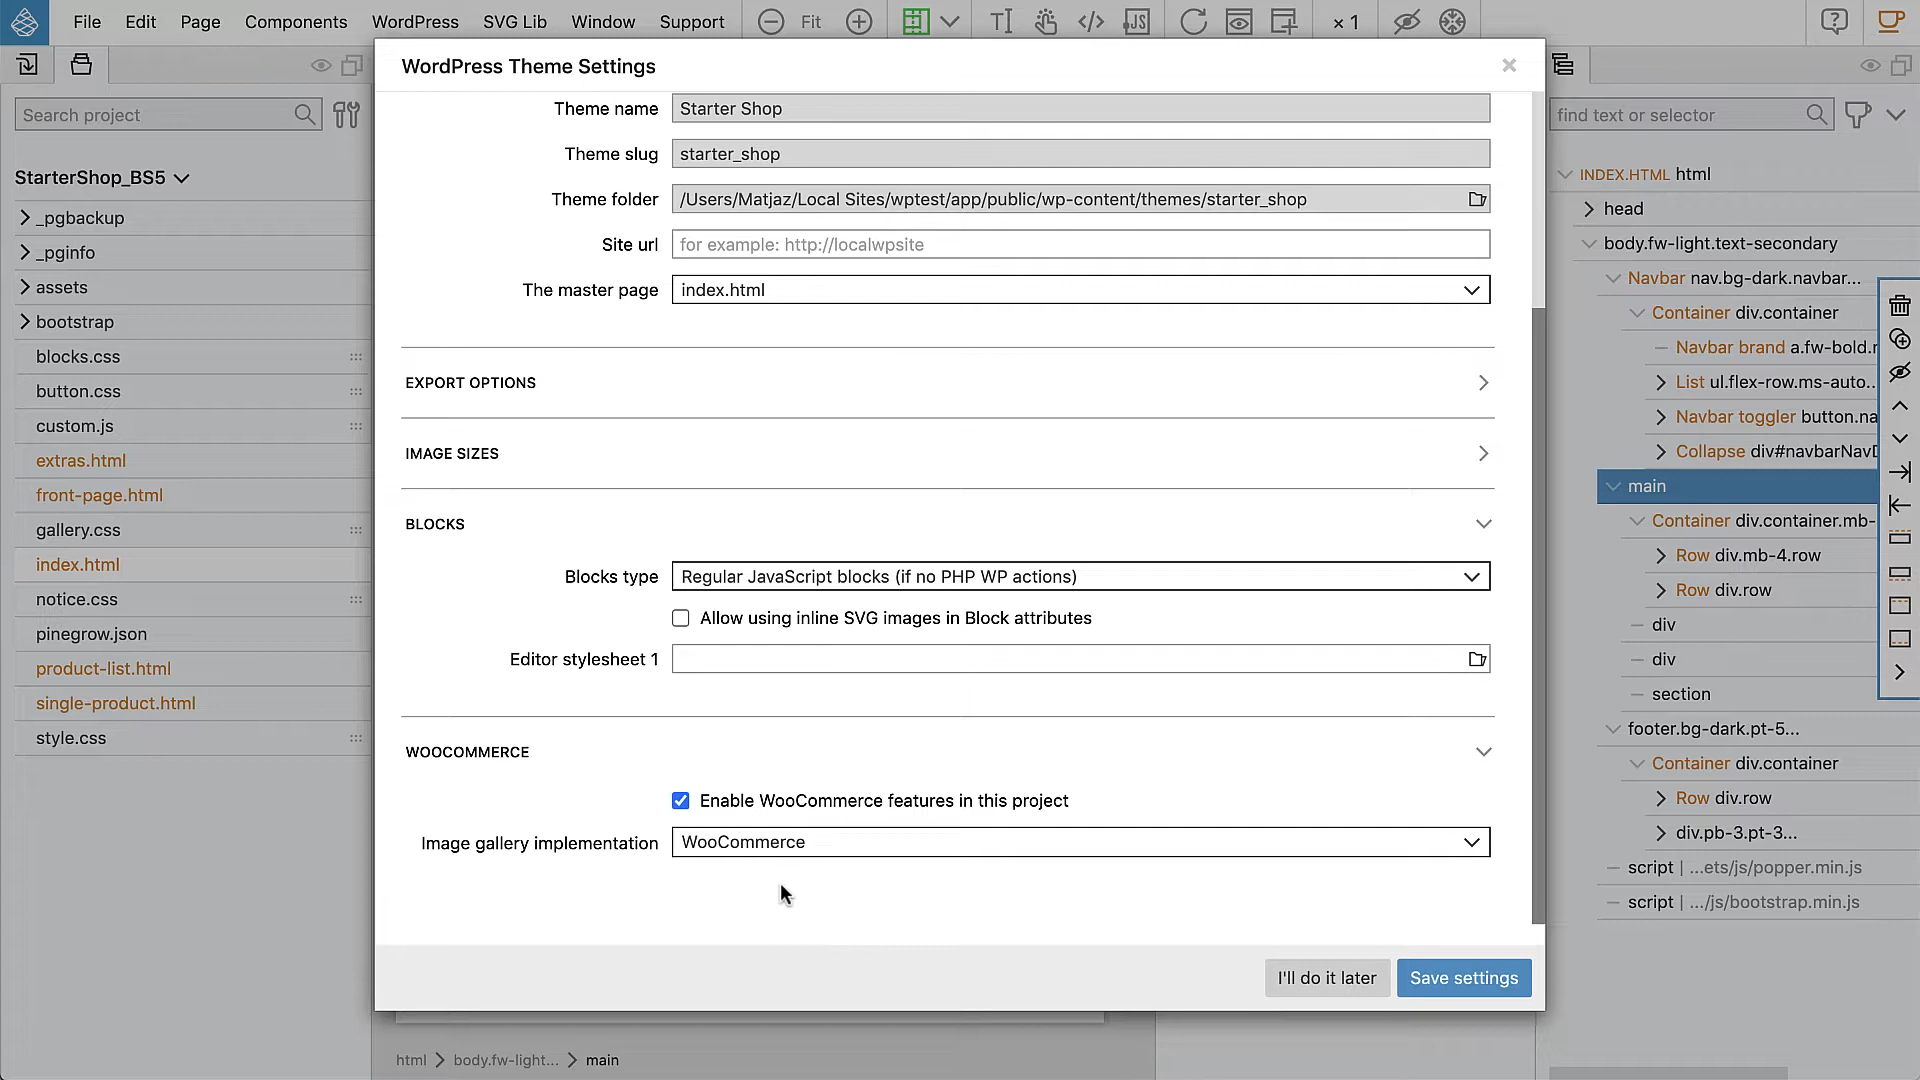 File Edit Page Components WordPress SVG Lib Window Support Fit × 1
WordPress Theme Settings
Search project
StarterShop_BS5
_pgbackup
_pginfo
assets
bootstrap
blocks.css
button.css
custom.js
extras.html
front-page.html
gallery.css
index.html
notice.css
pinegrow.json
product-list.html
single-product.html
style.css
Theme name Starter Shop
Theme slug starter_shop
Theme folder /Users/Matjaz/Local Sites/wptest/app/public/wp-content/themes/starter_shop
Site url for example: http://localwpsite
The master page index.html
EXPORT OPTIONS
IMAGE SIZES
BLOCKS
Blocks type Regular JavaScript blocks (if no PHP WP actions)
Allow using inline SVG images in Block attributes
Editor stylesheet 1
WOOCOMMERCE
Enable WooCommerce features in this project
Image gallery implementation WooCommerce
I'll do it later Save settings
html body.fw-light... main
find text or selector
INDEX.HTML html
head
body.fw-light.text-secondary
Navbar nav.bg-dark.navbar...
Container div.container
Navbar brand a.fw-bold.r
List ul.flex-row.ms-auto..
Navbar toggler button.na
Collapse div#navbarNavD
main
Container div.container.mb-
Row div.mb-4.row
Row div.row
div
div
section
footer.bg-dark.pt-5...
Container div.container
Row div.row
div.pb-3.pt-3...
script | ...ets/js/popper.min.js
script | .../js/bootstrap.min.js